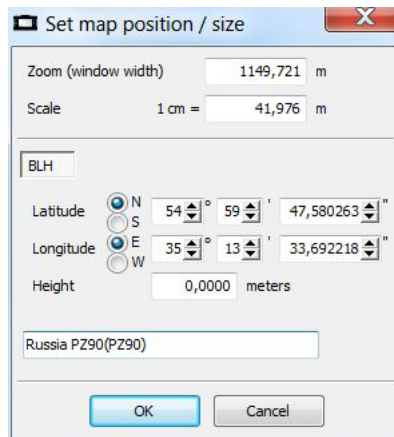 Set map position / size
Zoom (window width) 1149,721 m
Scale 1 cm = 41,976 m
BLH
N
Latitude 54 ° 59 ' 47,580263 "
S
E
Longitude 35 ° 13 ' 33,692218 "
W
Height 0,0000 meters
Russia PZ90(PZ90)
OK Cancel